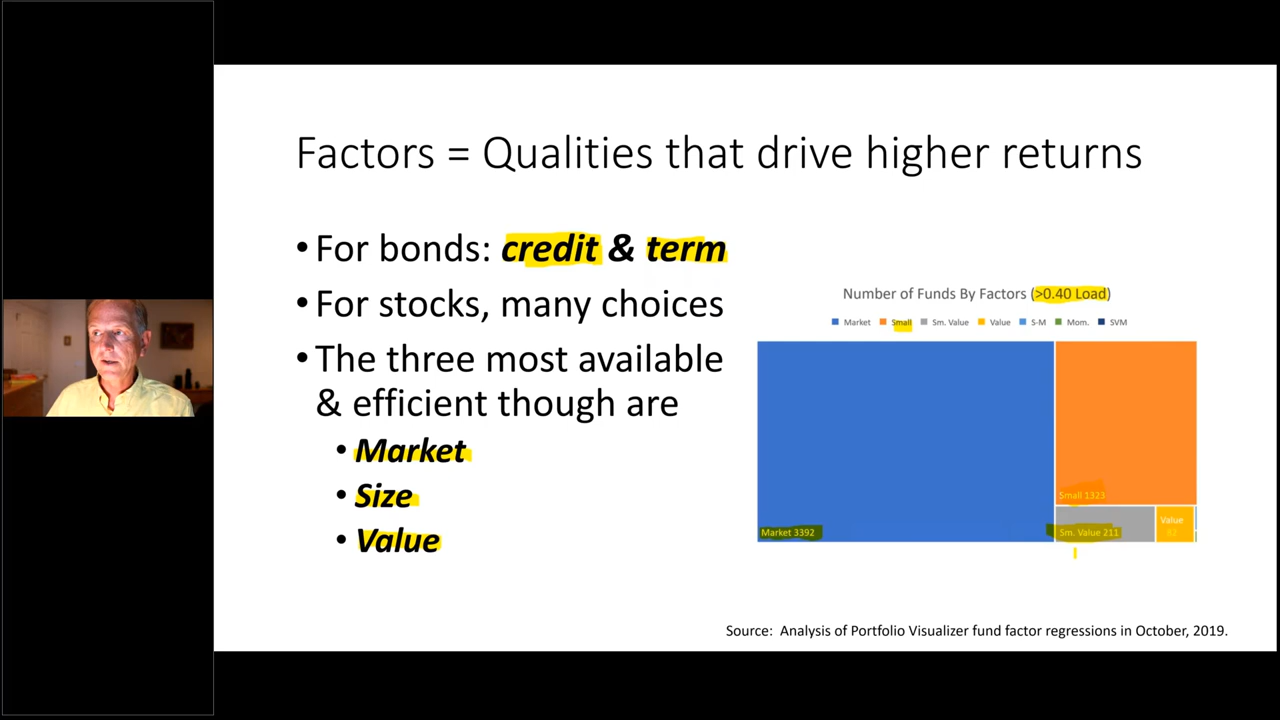 Factors = Qualities that drive higher returns
• For bonds: credit & term
• For stocks, many choices
• The three most available
& efficient though are
• Market
• Size
• Value
Number of Funds By Factors (>0.40 Load)
Market Small Sm. Value Value S-M Mom. SVM
Small 1323
Market 3392
Sm. Value 211
Value
Source: Analysis of Portfolio Visualizer fund factor regressions in October, 2019.